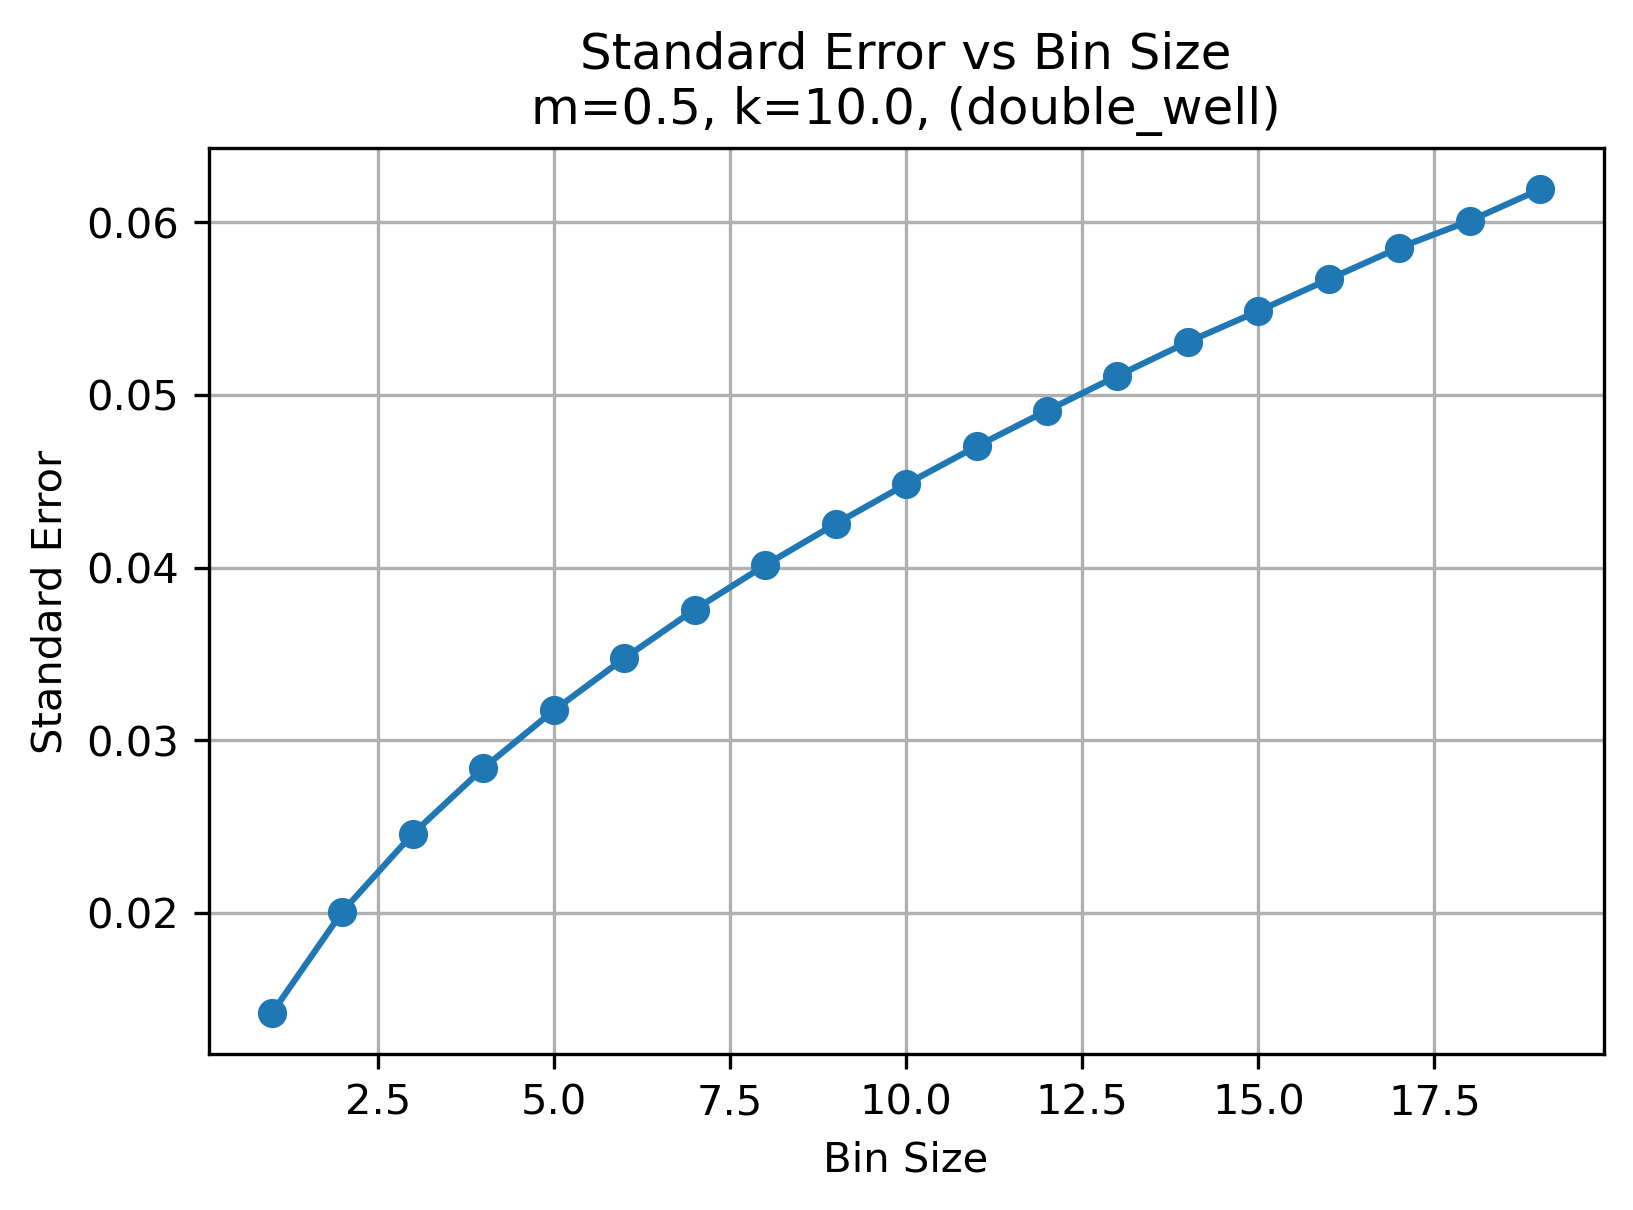 Standard Error vs Bin Size
m=0.5, k=10.0, (double_well)
Standard Error
0.06
0.05
0.04
0.03
0.02
2.5 5.0 7.5 10.0 12.5 15.0 17.5
Bin Size